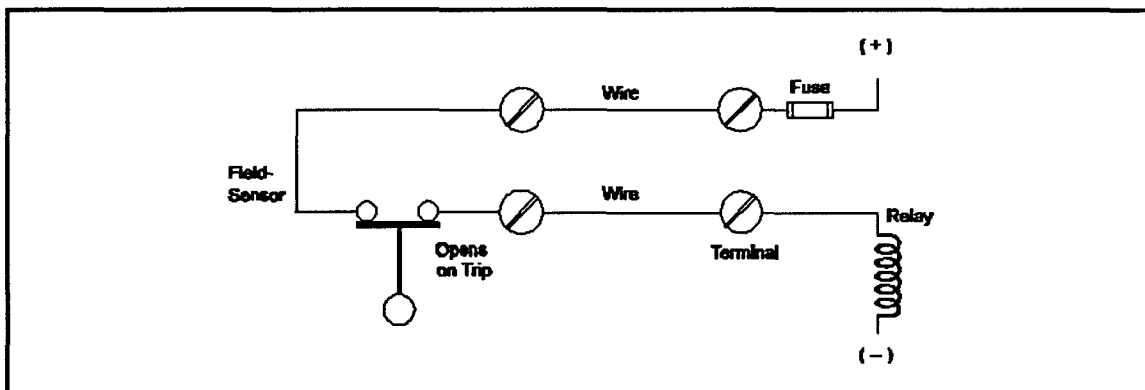 (+)
Wire
Fuse
Field-
Sensor
Wire
Relay
Opens
on Trip
Terminal
(-)